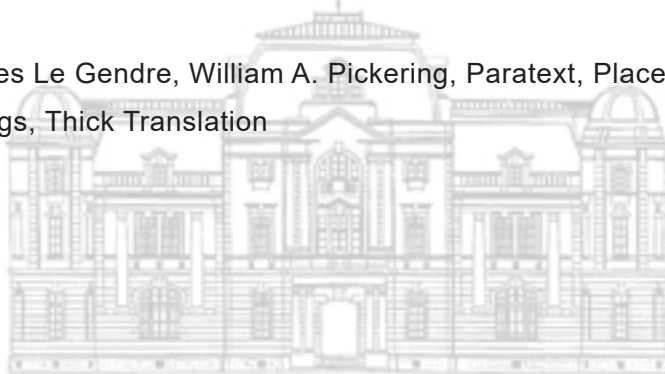 es Le Gendre, William A. Pickering, Paratext, Place
gs, Thick Translation